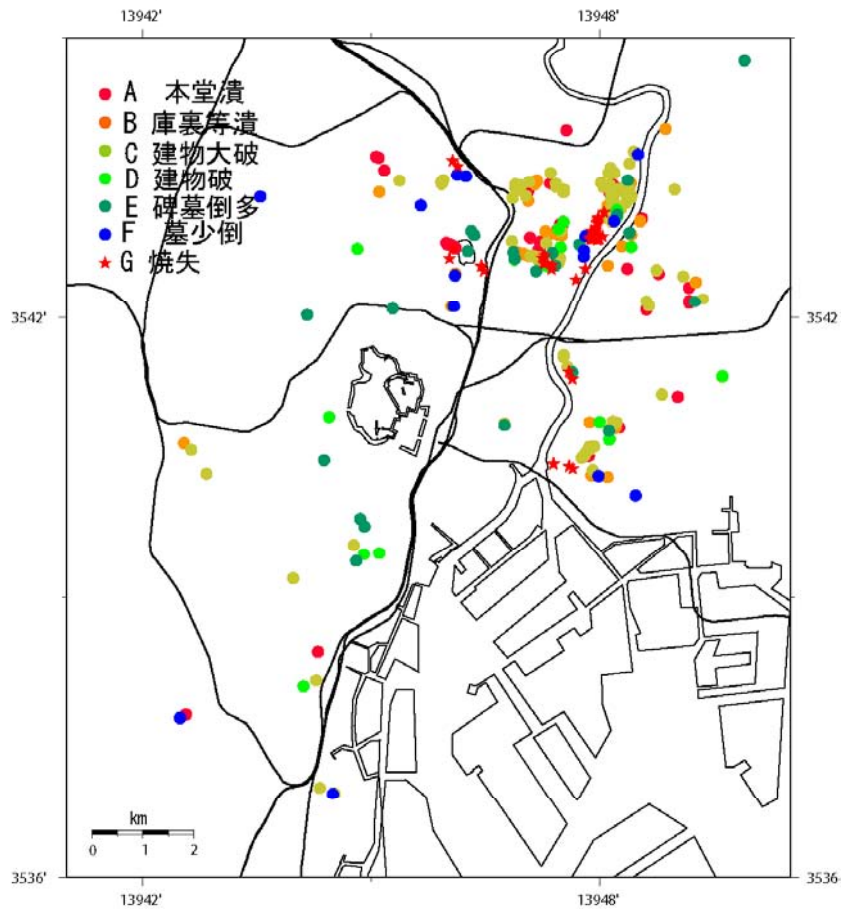 13942'
13948'
A 本堂潰
B 庫裏等潰
C 建物大破
D 建物破
E 碑墓倒多
F 墓少倒
G 焼失
3542'
3542
km
0 1 2
3536'
3536
13942'
13948'